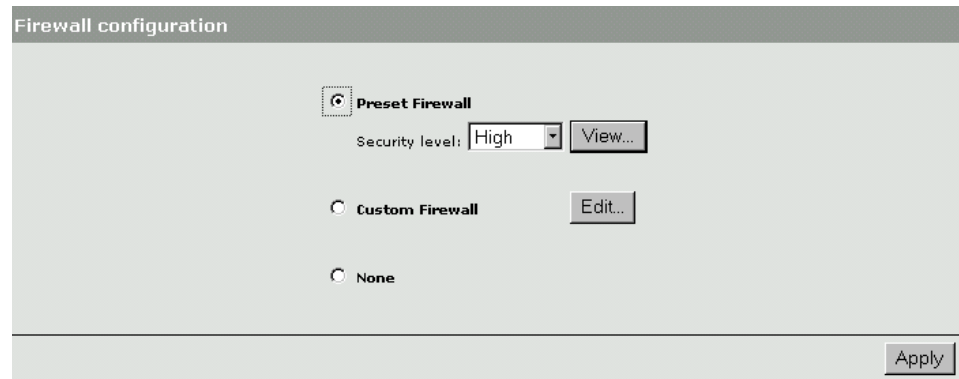 Firewall configuration
Preset Firewall
Security level: High View...
Custom Firewall Edit...
None
Apply